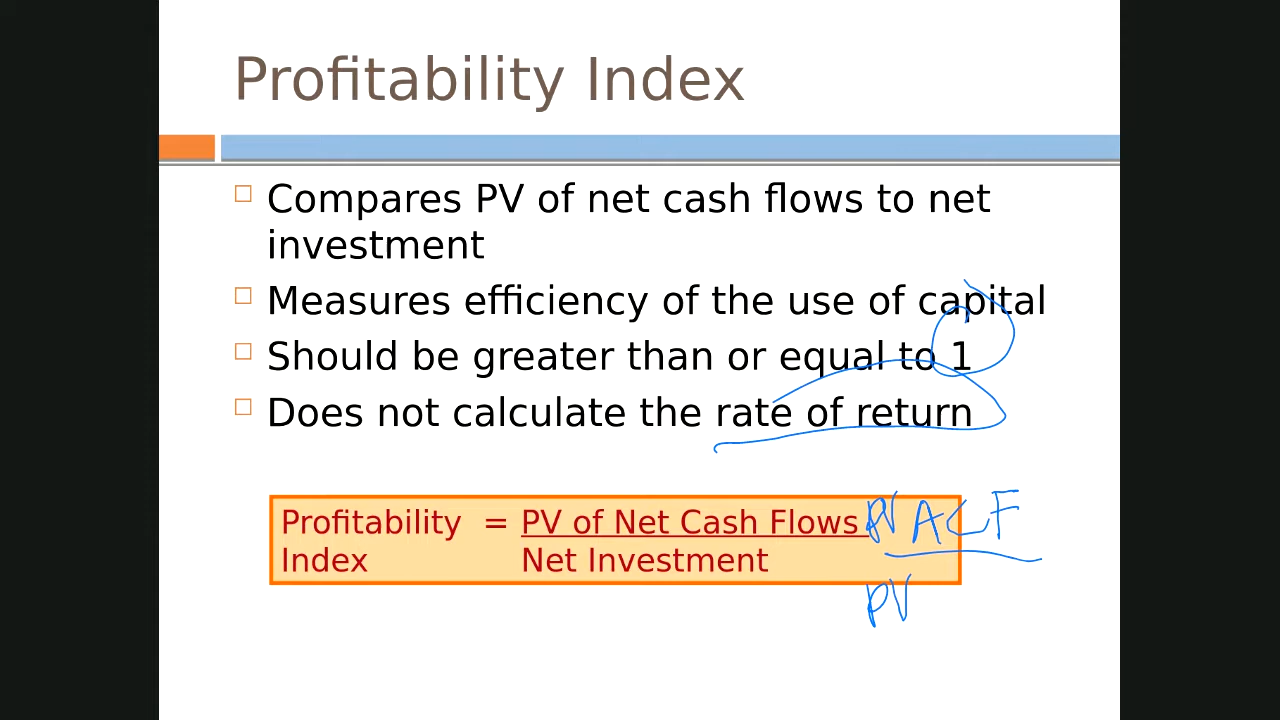 Profitability Index
Compares PV of net cash flows to net
investment
Measures efficiency of the use of capital
Should be greater than or equal to 1
Does not calculate the rate of return
Profitability = PV of Net Cash Flows
Index Net Investment
PV ACF
PV